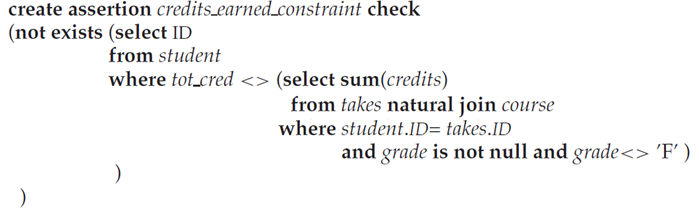 create assertion credits_earned_constraint check
(not exists (select ID
from student
where tot_cred <> (select sum(credits)
from takes natural join course
where student.ID= takes.ID
and grade is not null and grade<> 'F' )
)
)